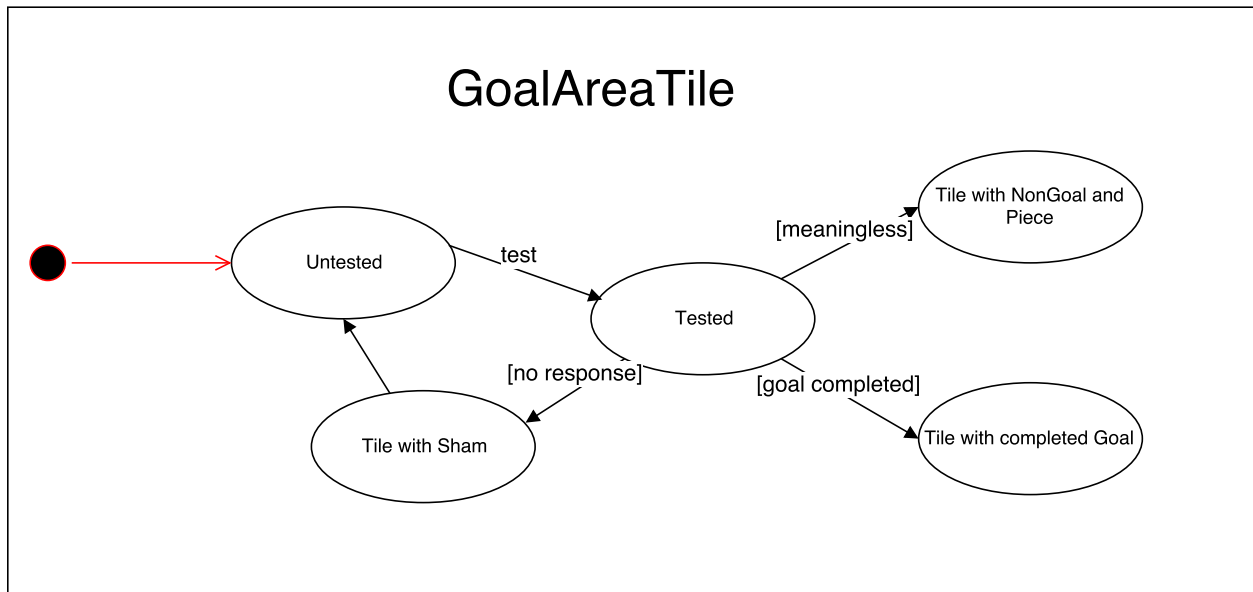 GoalAreaTile
Tile with NonGoal and
Piece
[meaningless]
test
Untested
Tested
[no response]
[goal completed]
Tile with Sham
Tile with completed Goal